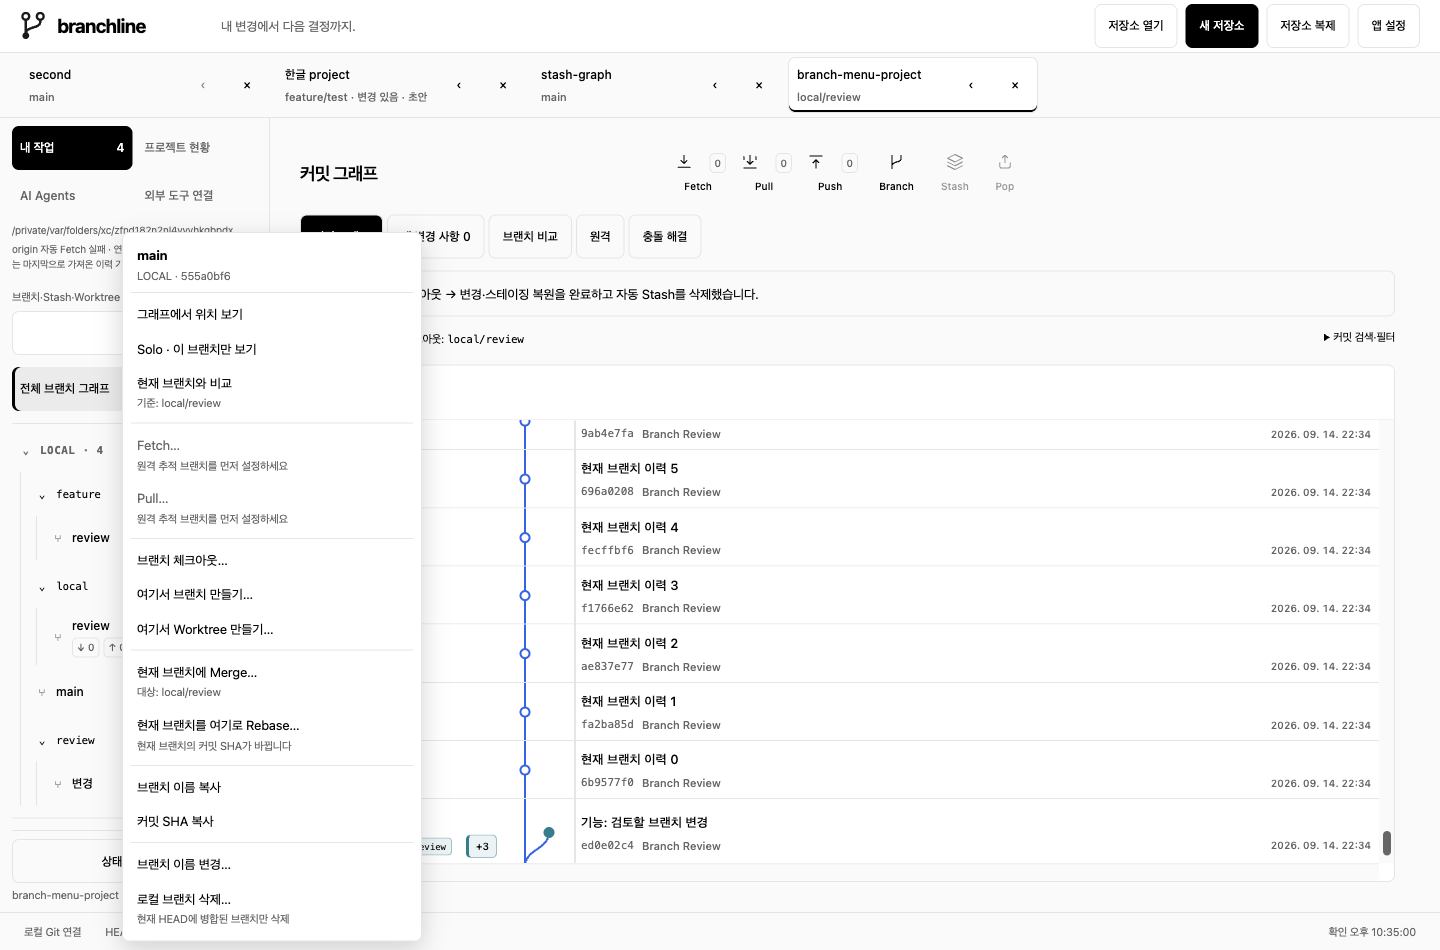 branchline
내 변경에서 다음 결정까지.
저장소 열기
새 저장소
저장소 복제
앱 설정
second
main
한글 project
feature/test · 변경 있음 · 초안
stash-graph
main
branch-menu-project
local/review
내 작업
4
프로젝트 현황
AI Agents
외부 도구 연결
origin 자동 Fetch 실패 ·
는 마지막으로 가져온 이력
브랜치·Stash·Worktree
전체 브랜치 그래프
LOCAL · 4
feature
review
local
review
↓ 0
↑
main
review
변경
상태
branch-menu-project
main
LOCAL · 555a0bf6
그래프에서 위치 보기
Solo · 이 브랜치만 보기
현재 브랜치와 비교
기준: local/review
Fetch...
원격 추적 브랜치를 먼저 설정하세요
Pull...
원격 추적 브랜치를 먼저 설정하세요
브랜치 체크아웃...
여기서 브랜치 만들기...
여기서 Worktree 만들기...
현재 브랜치에 Merge...
대상: local/review
현재 브랜치를 여기로 Rebase...
현재 브랜치의 커밋 SHA가 바뀝니다
브랜치 이름 복사
커밋 SHA 복사
브랜치 이름 변경...
로컬 브랜치 삭제...
현재 HEAD에 병합된 브랜치만 삭제
커밋 그래프
0
0
0
Fetch
Pull
Push
Branch
Stash
Pop
변경 사항 0
브랜치 비교
원격
충돌 해결
아웃 → 변경·스테이징 복원을 완료하고 자동 Stash를 삭제했습니다.
아웃: local/review
▶ 커밋 검색·필터
9ab4e7fa Branch Review 2026. 09. 14. 22:34
현재 브랜치 이력 5
696a0208 Branch Review 2026. 09. 14. 22:34
현재 브랜치 이력 4
fecffbf6 Branch Review 2026. 09. 14. 22:34
현재 브랜치 이력 3
f1766e62 Branch Review 2026. 09. 14. 22:34
현재 브랜치 이력 2
ae837e77 Branch Review 2026. 09. 14. 22:34
현재 브랜치 이력 1
fa2ba85d Branch Review 2026. 09. 14. 22:34
현재 브랜치 이력 0
6b9577f0 Branch Review 2026. 09. 14. 22:34
+3
기능: 검토할 브랜치 변경
ed0e02c4 Branch Review 2026. 09. 14. 22:34
로컬 Git 연결
확인 오후 10:35:00